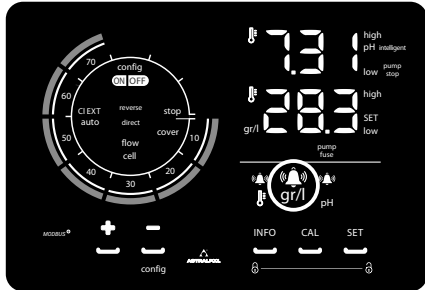 70
60
50
40
30
20
10
config
ON OFF
reverse
direct
CI EXT
auto
stop
cover
flow
cell
7.31
high
pH intelligent
low pump
stop
28.3
high
SET
low
gr/l
pump
fuse
gr/l
pH
MODBUS
+
-
config
ASTRALPOOL
INFO
CAL
SET